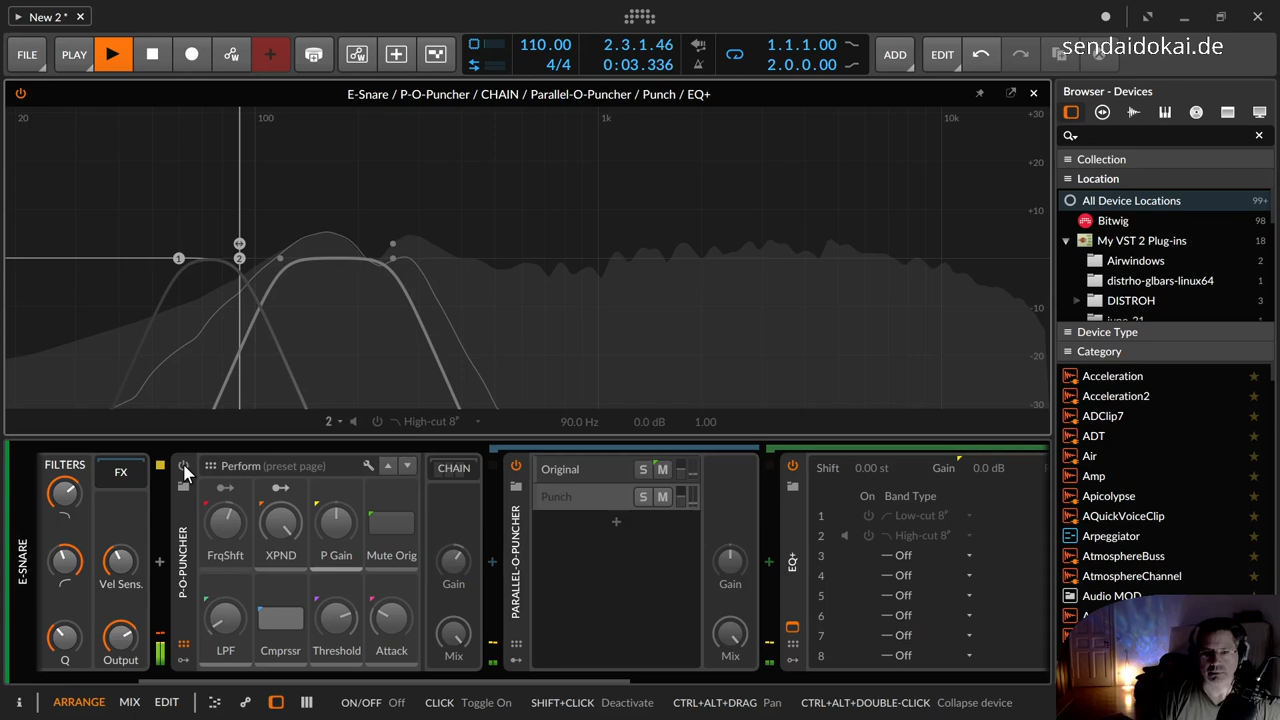 New 2 *
sendaidokai.de
FILE
PLAY
110.00
4/4
2.3.1.46
0:03.336
1.1.1.00
2.0.0.00
ADD
EDIT
E-Snare / P-O-Puncher / CHAIN / Parallel-O-Puncher / Punch / EQ+
20
100
1k
10k
+30
+20
+10
-10
-20
-30
1
2
2
High-cut 8
90.0 Hz
0.0 dB
1.00
Browser - Devices
Collection
Location
All Device Locations 99+
Bitwig 98
My VST 2 Plug-ins 18
Airwindows 2
distrho-glbars-linux64 1
DISTROH 3
Device Type
Category
Acceleration
Acceleration2
ADClip7
ADT
Air
Amp
Apicolypse
AQuickVoiceClip
Arpeggiator
AtmosphereBuss
AtmosphereChannel
Audio MOD
E-SNARE
FILTERS
Q
FX
Vel Sens.
Output
P-O-PUNCHER
Perform (preset page)
FrqShft
XPND
P Gain
Mute Orig
LPF
Cmprssr
Threshold
Attack
CHAIN
Gain
Mix
PARALLEL-O-PUNCHER
Original S M
Punch S M
Gain
Mix
EQ+
Shift 0.00 st Gain 0.0 dB
On Band Type
1 Low-cut 8
2 High-cut 8
3 Off
4 Off
5 Off
6 Off
7 Off
8 Off
i
ARRANGE
MIX
EDIT
ON/OFF Off
CLICK Toggle On
SHIFT+CLICK Deactivate
CTRL+ALT+DRAG Pan
CTRL+ALT+DOUBLE-CLICK Collapse device